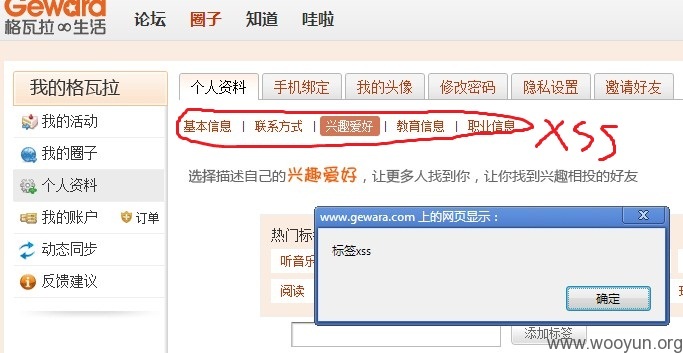 Gewara
格瓦拉∞生活
论坛 圈子 知道 哇啦
我的格瓦拉
个人资料 手机绑定 我的头像 修改密码 隐私设置 邀请好友
我的活动
基本信息 | 联系方式 | 兴趣爱好 | 教育信息 | 职业信息
XSS
我的圈子
个人资料
选择描述自己的兴趣爱好，让更多人找到你，让你找到兴趣相投的好友
我的账户 订单
www.gewara.com 上的网页显示：
热门标
动态同步
标签xss
听音乐
反馈建议
阅读
确定
添加标签
www.wooyun.org